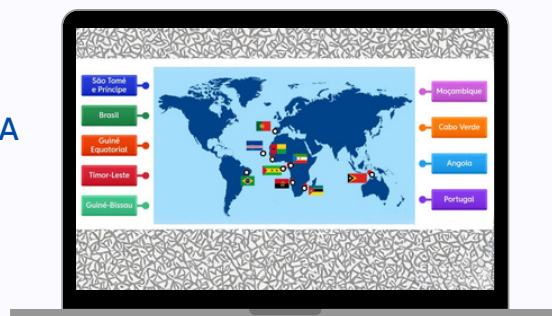 A
São Tomé
e Príncipe
Brasil
Guiné
Equatorial
Timor-Leste
Guiné-Bissau
Moçambique
Cabo Verde
Angola
Portugal